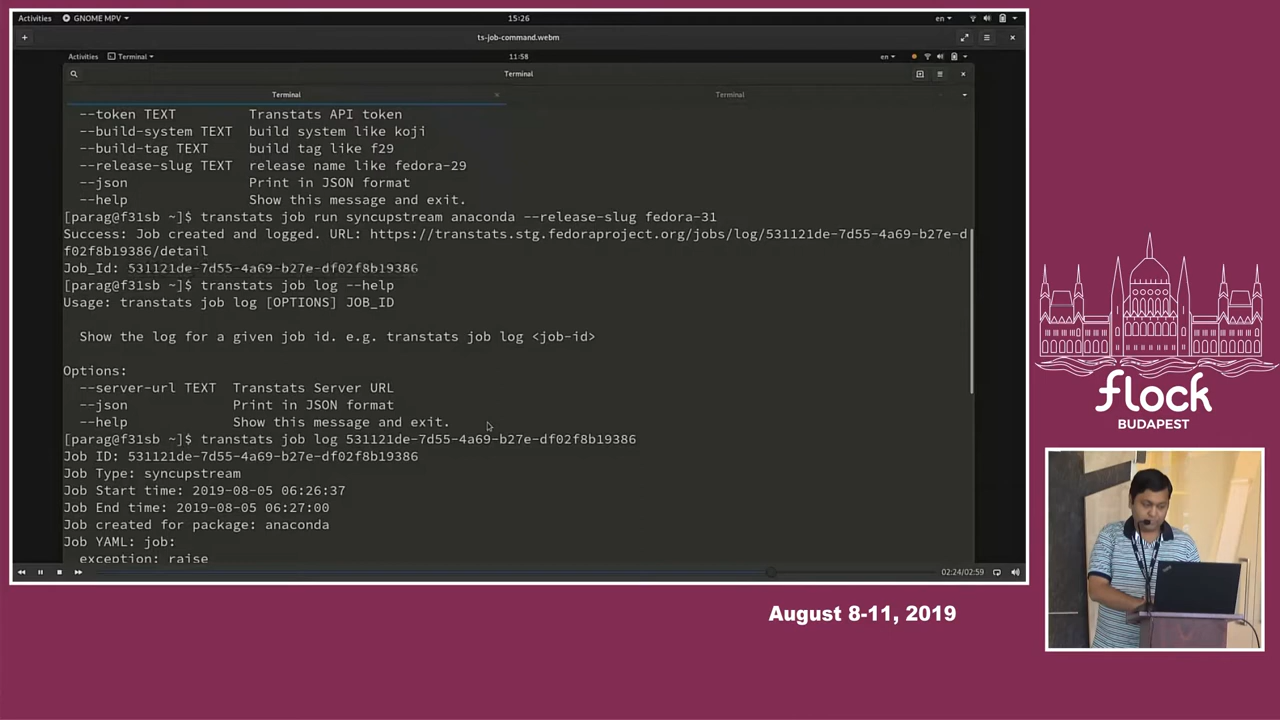 Activities GNOME MPV 15:26 en
ts-job-command.webm
Activities Terminal 11:58 en
Terminal
Terminal Terminal
--token TEXT Transtats API token
--build-system TEXT build system like koji
--build-tag TEXT build tag like f29
--release-slug TEXT release name like fedora-29
--json Print in JSON format
--help Show this message and exit.
[parag@f31sb ~]$ transtats job run syncupstream anaconda --release-slug fedora-31
Success: Job created and logged. URL: https://transtats.stg.fedoraproject.org/jobs/log/531121de-7d55-4a69-b27e-d
f02f8b19386/detail
Job_Id: 531121de-7d55-4a69-b27e-df02f8b19386
[parag@f31sb ~]$ transtats job log --help
Usage: transtats job log [OPTIONS] JOB_ID
Show the log for a given job id. e.g. transtats job log <job-id>
Options:
--server-url TEXT Transtats Server URL
--json Print in JSON format
--help Show this message and exit.
[parag@f31sb ~]$ transtats job log 531121de-7d55-4a69-b27e-df02f8b19386
Job ID: 531121de-7d55-4a69-b27e-df02f8b19386
Job Type: syncupstream
Job Start time: 2019-08-05 06:26:37
Job End time: 2019-08-05 06:27:00
Job created for package: anaconda
Job YAML: job:
exception: raise
02:24/02:59
flock
BUDAPEST
August 8-11, 2019